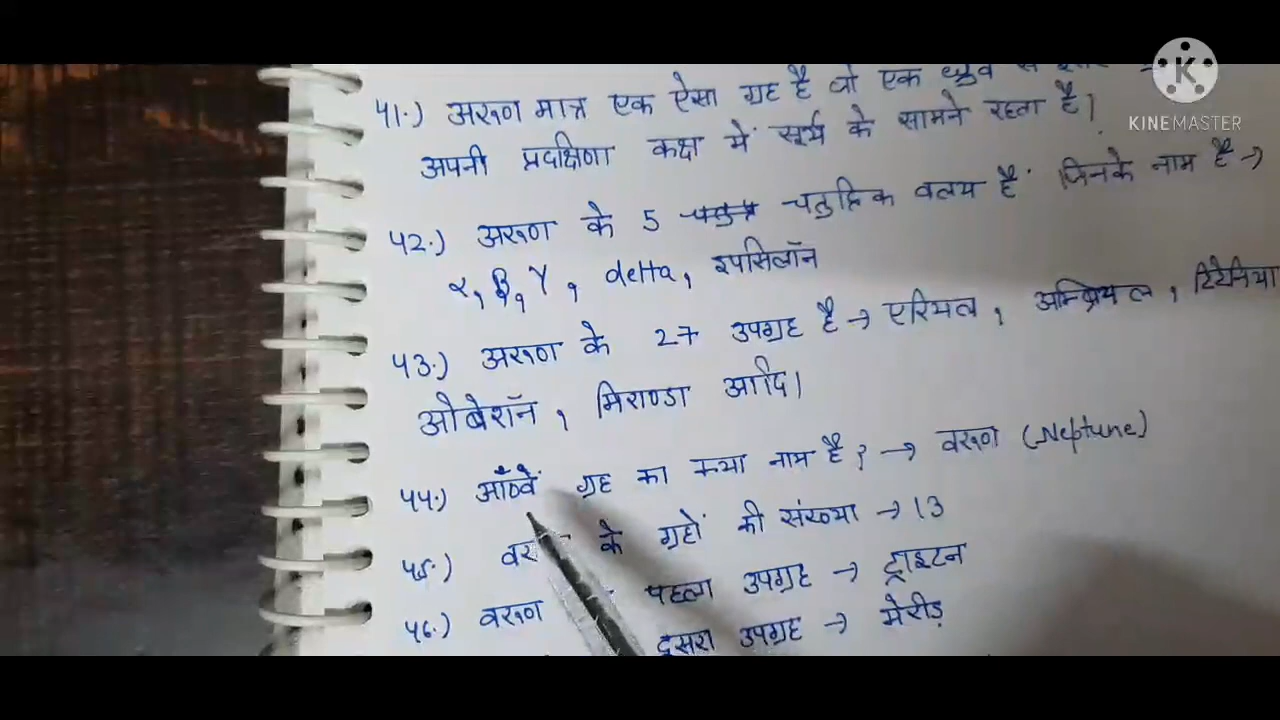 41.) अरुण मात्र एक ऐसा ग्रह है जो एक ध्रुव से
अपनी प्रदक्षिणा कक्ष में सूर्य के सामने रहता है।
42.) अरुण के 5 चतुर्दिक वलय हैं जिनके नाम है →
α, β, γ, delta, इपसिलॉन
43.) अरुण के 27 उपग्रह है → एरियल, अम्ब्रियल, टिटैनिया
ओबेरॉन, मिराण्डा आदि।
44.) आँठवें ग्रह का क्या नाम है? → वरुण (Neptune)
45.) के ग्रहों की संख्या → 13
46.) वरुण पहला उपग्रह → ट्राइटन
दूसरा उपग्रह → मेरीड़
K
KINEMASTER